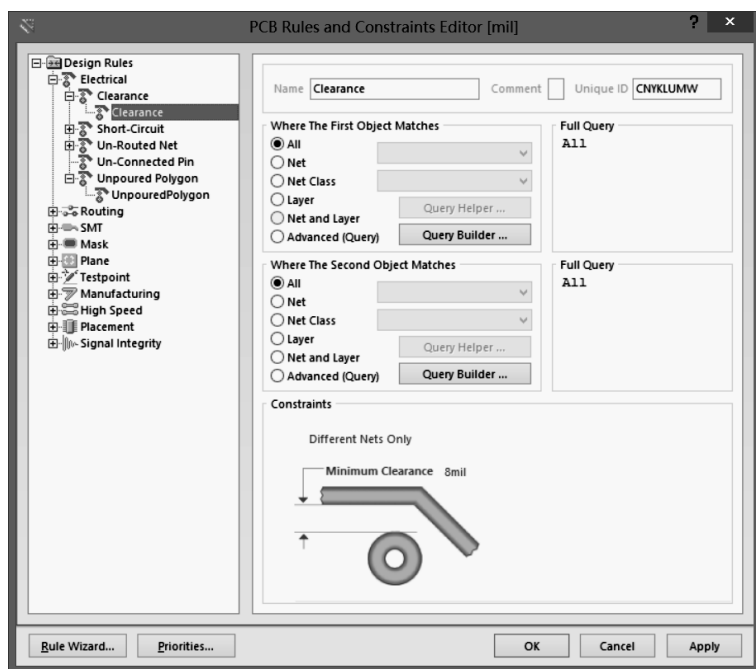 PCB Rules and Constraints Editor [mil]
? ×
Design Rules
Electrical
Clearance
Clearance
Short-Circuit
Un-Routed Net
Un-Connected Pin
Unpoured Polygon
UnpouredPolygon
Routing
SMT
Mask
Plane
Testpoint
Manufacturing
High Speed
Placement
Signal Integrity
Name Clearance Comment Unique ID CNYKLUMW
Where The First Object Matches
All
Net
Net Class
Layer
Net and Layer
Advanced (Query)
Query Helper ...
Query Builder ...
Full Query
All
Where The Second Object Matches
All
Net
Net Class
Layer
Net and Layer
Advanced (Query)
Query Helper ...
Query Builder ...
Full Query
All
Constraints
Different Nets Only
Minimum Clearance 8mil
Rule Wizard... Priorities... OK Cancel Apply